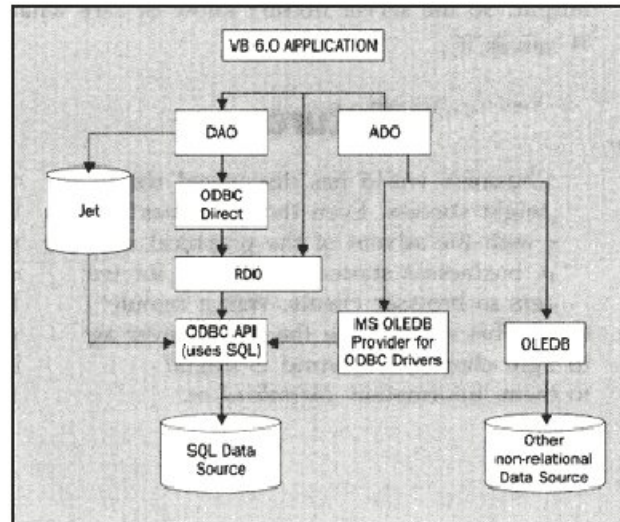 VB 6.0 APPLICATION
DAO
ADO
Jet
ODBC
Direct
RDO
ODBC API
(uses SQL)
MS OLEDB
Provider for
ODBC Drivers
OLEDB
SQL Data
Source
Other
non-relational
Data Source